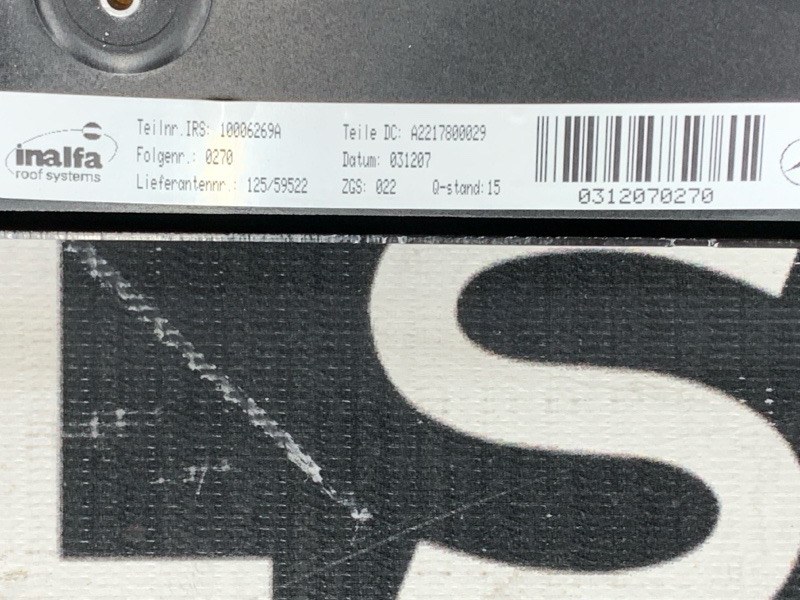 inalfa
roof systems
Teilnr.IRS: 10006269A
Folgenr.: 0270
Lieferantennr.: 125/59522
Teile DC: A2217800029
Datum: 031207
ZGS: 022 Q-stand:15
0312070270
S